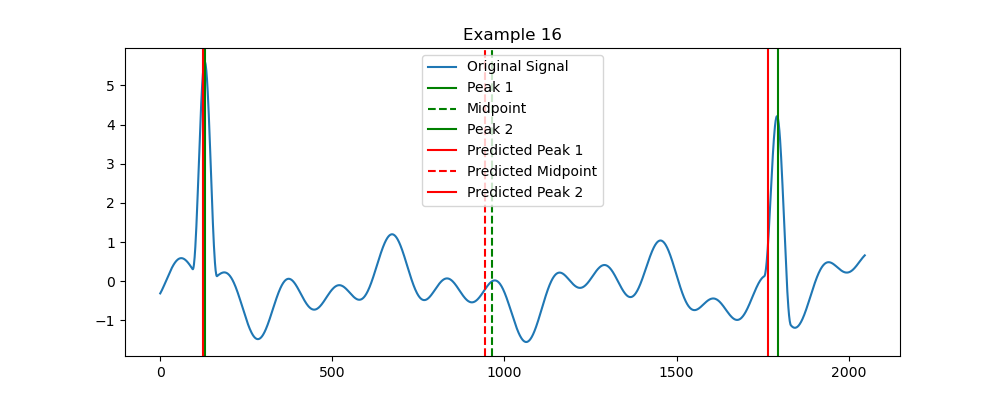 Example 16
Original Signal
Peak 1
Midpoint
Peak 2
Predicted Peak 1
Predicted Midpoint
Predicted Peak 2
5
4
3
2
1
0
−1
0 500 1000 1500 2000